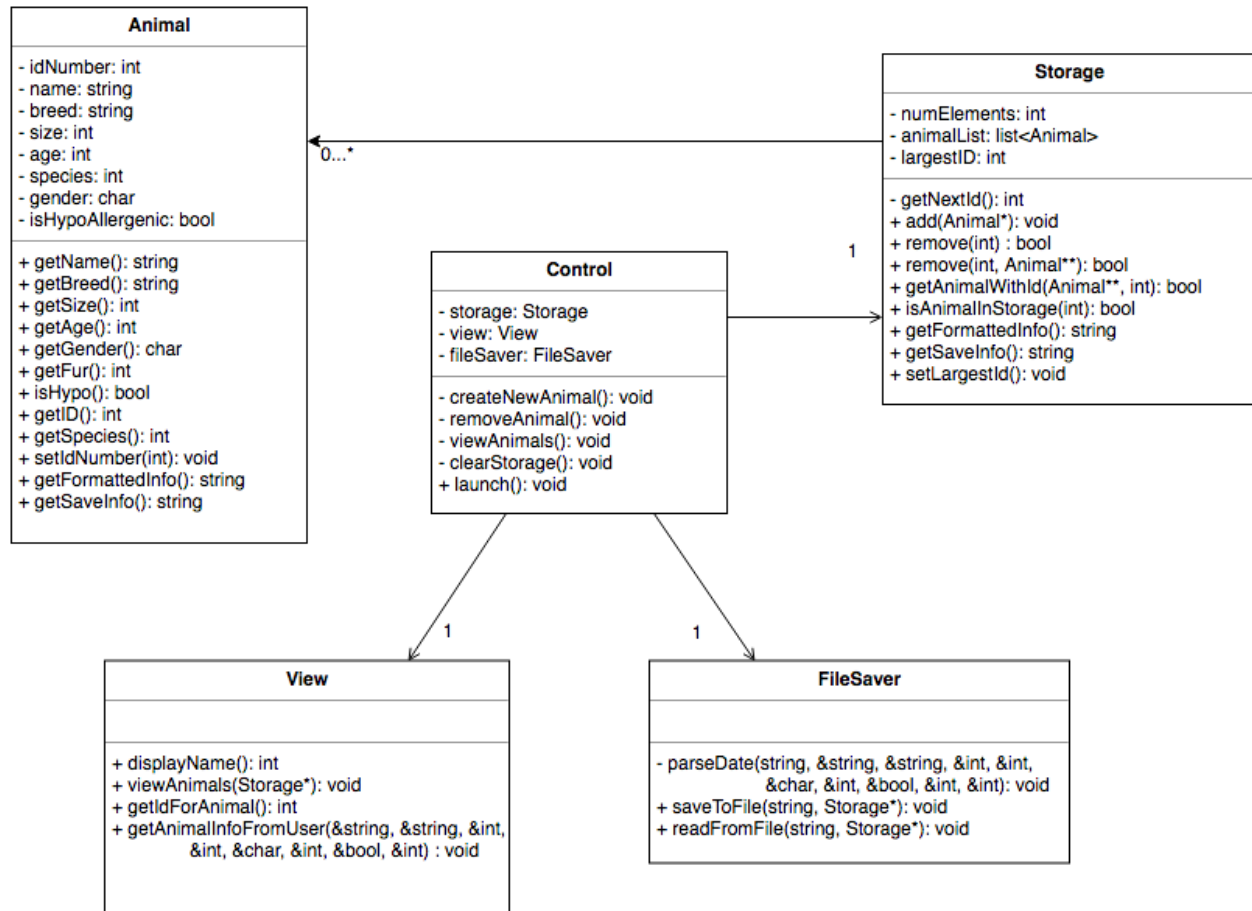 Animal
- idNumber: int
- name: string
- breed: string
- size: int
- age: int
- species: int
- gender: char
- isHypoAllergenic: bool
+ getName(): string
+ getBreed(): string
+ getSize(): int
+ getAge(): int
+ getGender(): char
+ getFur(): int
+ isHypo(): bool
+ getID(): int
+ getSpecies(): int
+ setIdNumber(int): void
+ getFormattedInfo(): string
+ getSaveInfo(): string
0...*
Storage
- numElements: int
- animalList: list<Animal>
- largestID: int
- getNextId(): int
+ add(Animal*): void
+ remove(int) : bool
+ remove(int, Animal**): bool
+ getAnimalWithId(Animal**, int): bool
+ isAnimalInStorage(int): bool
+ getFormattedInfo(): string
+ getSaveInfo(): string
+ setLargestId(): void
1
Control
- storage: Storage
- view: View
- fileSaver: FileSaver
- createNewAnimal(): void
- removeAnimal(): void
- viewAnimals(): void
- clearStorage(): void
+ launch(): void
1
1
View
+ displayName(): int
+ viewAnimals(Storage*): void
+ getIdForAnimal(): int
+ getAnimalInfoFromUser(&string, &string, &int,
&int, &char, &int, &bool, &int) : void
FileSaver
- parseDate(string, &string, &string, &int, &int,
&char, &int, &bool, &int, &int): void
+ saveToFile(string, Storage*): void
+ readFromFile(string, Storage*): void